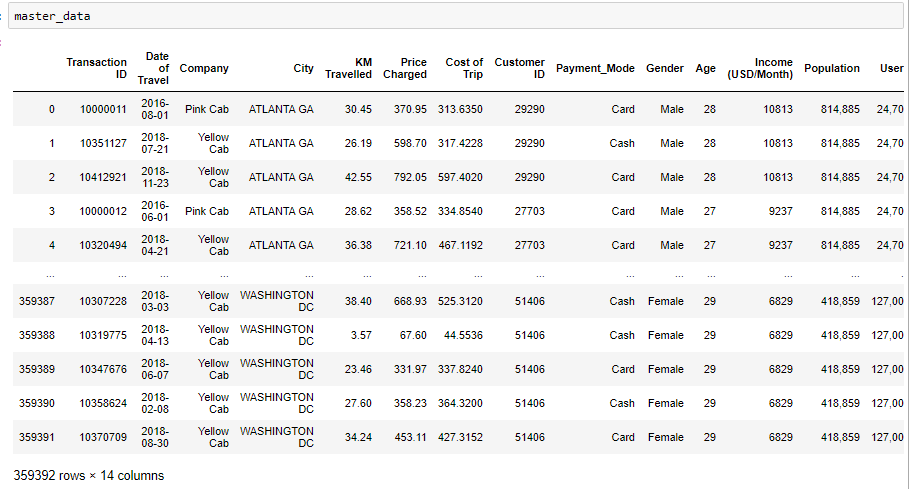 master_data
Transaction ID Date of Travel Company City KM Travelled Price Charged Cost of Trip Customer ID Payment_Mode Gender Age Income (USD/Month) Population User
0 10000011 2016-08-01 Pink Cab ATLANTA GA 30.45 370.95 313.6350 29290 Card Male 28 10813 814,885 24,70
1 10351127 2018-07-21 Yellow Cab ATLANTA GA 26.19 598.70 317.4228 29290 Cash Male 28 10813 814,885 24,70
2 10412921 2018-11-23 Yellow Cab ATLANTA GA 42.55 792.05 597.4020 29290 Card Male 28 10813 814,885 24,70
3 10000012 2016-06-01 Pink Cab ATLANTA GA 28.62 358.52 334.8540 27703 Card Male 27 9237 814,885 24,70
4 10320494 2018-04-21 Yellow Cab ATLANTA GA 36.38 721.10 467.1192 27703 Card Male 27 9237 814,885 24,70
... ... ... ... ... ... ... ... ... ... ... ... ... ... .
359387 10307228 2018-03-03 Yellow Cab WASHINGTON DC 38.40 668.93 525.3120 51406 Cash Female 29 6829 418,859 127,00
359388 10319775 2018-04-13 Yellow Cab WASHINGTON DC 3.57 67.60 44.5536 51406 Cash Female 29 6829 418,859 127,00
359389 10347676 2018-06-07 Yellow Cab WASHINGTON DC 23.46 331.97 337.8240 51406 Card Female 29 6829 418,859 127,00
359390 10358624 2018-02-08 Yellow Cab WASHINGTON DC 27.60 358.23 364.3200 51406 Cash Female 29 6829 418,859 127,00
359391 10370709 2018-08-30 Yellow Cab WASHINGTON DC 34.24 453.11 427.3152 51406 Card Female 29 6829 418,859 127,00
359392 rows × 14 columns